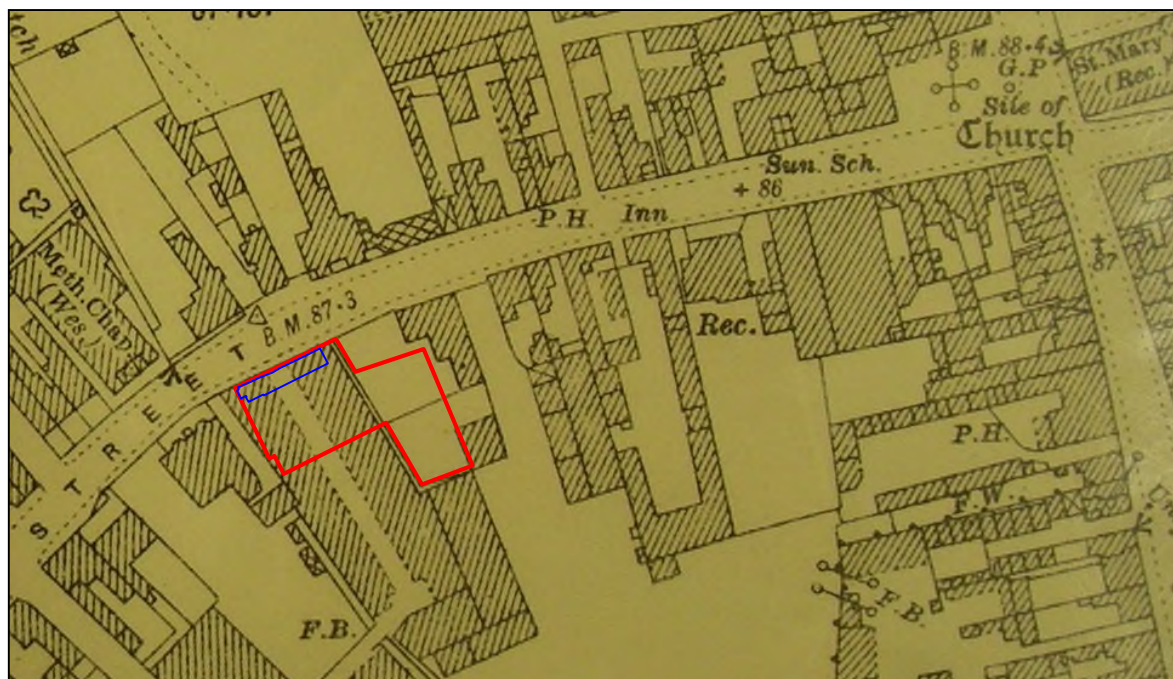 B.M. 88·4
G.P
St. Mary
(Rec.)
Site of
Church
Sun. Sch.
+ 86
P.H.
Inn
87
Meth. Chap.
(Wes.)
B.M. 87·3
STREET
Rec.
P.H.
F.W.
F.B.
F.B.